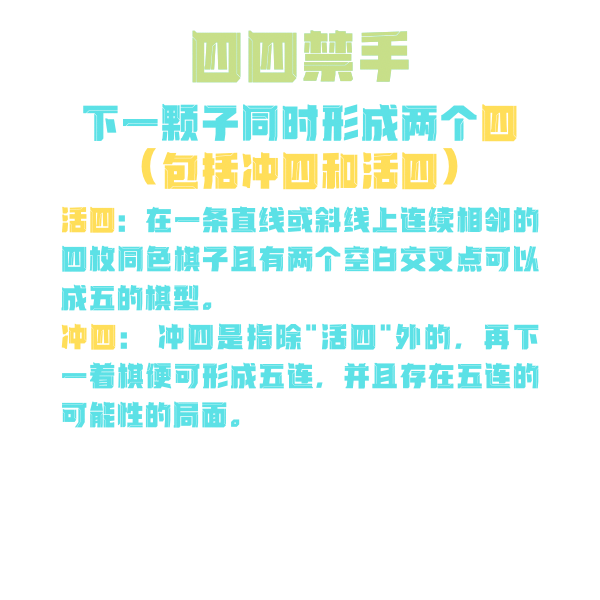 四四禁手
下一颗子同时形成两个四
（包括冲四和活四）
活四：在一条直线或斜线上连续相邻的
四枚同色棋子且有两个空白交叉点可以
成五的棋型。
冲四： 冲四是指除"活四"外的，再下
一着棋便可形成五连，并且存在五连的
可能性的局面。